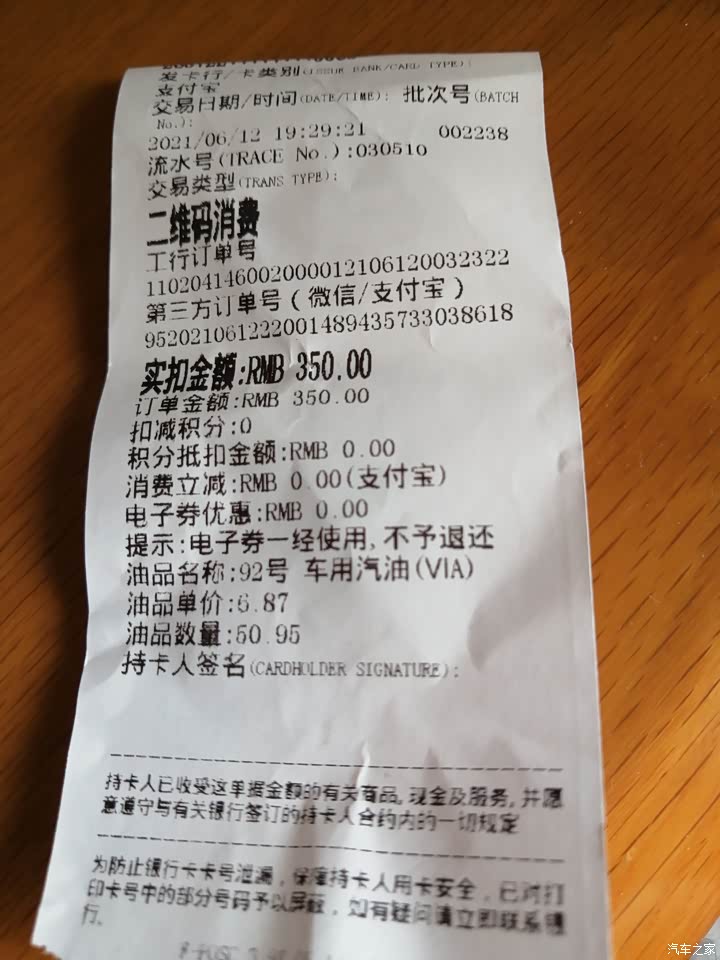 发卡行/卡类别(ISSUE BANK/CARD TYPE):
支付宝
交易日期/时间(DATE/TIME): 批次号(BATCH
No.):
2021/06/12 19:29:21 002238
流水号(TRACE No.):030510
交易类型(TRANS TYPE):
二维码消费
工行订单号
110204146002000012106120032322
第三方订单号(微信/支付宝)
952021061222001489435733038618
实扣金额:RMB 350.00
订单金额:RMB 350.00
扣减积分:0
积分抵扣金额:RMB 0.00
消费立减:RMB 0.00(支付宝)
电子券优惠:RMB 0.00
提示:电子券一经使用,不予退还
油品名称:92号 车用汽油(VIA)
油品单价:6.87
油品数量:50.95
持卡人签名(CARDHOLDER SIGNATURE):
持卡人已收受这单据金额的有关商品,现金及服务,并愿
意遵守与有关银行签订的持卡人合约内的一切规定
为防止银行卡卡号泄漏,保障持卡人用卡安全,已对打
印卡号中的部分号码予以屏蔽,如有疑问请立即联系银
行.
汽车之家